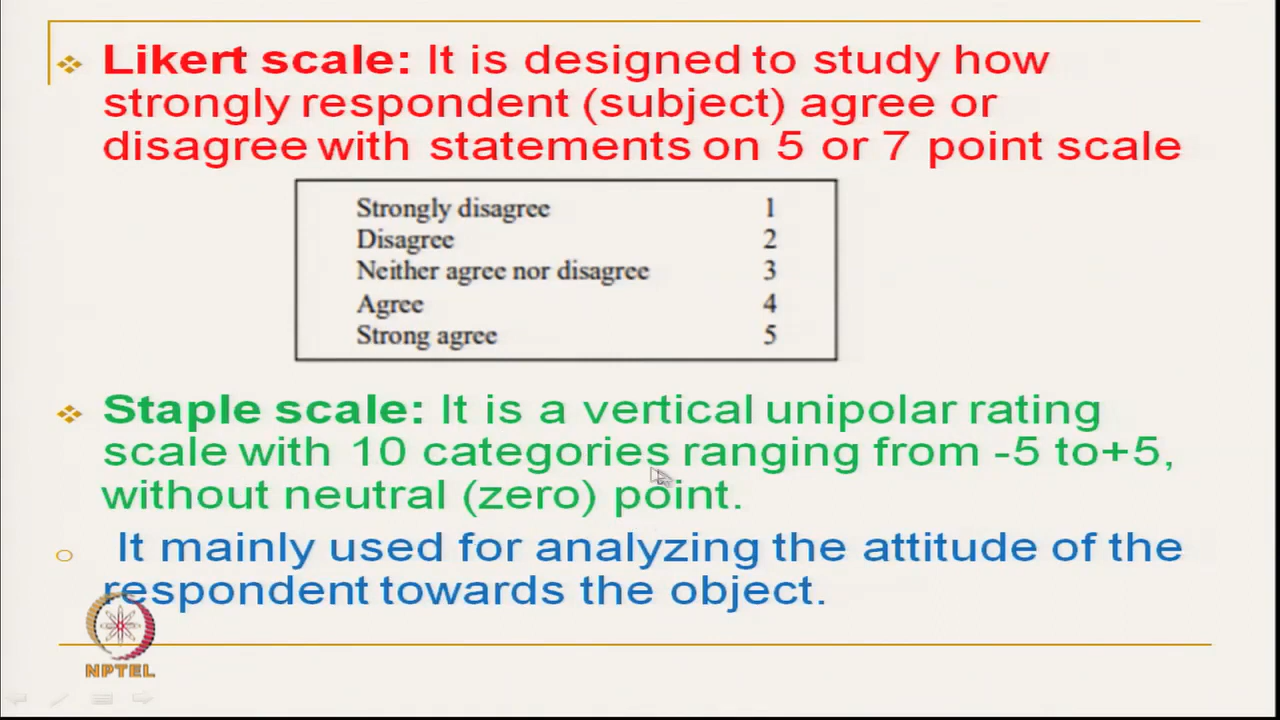 Likert scale: It is designed to study how
strongly respondent (subject) agree or
disagree with statements on 5 or 7 point scale
Strongly disagree 1
Disagree 2
Neither agree nor disagree 3
Agree 4
Strong agree 5
Staple scale: It is a vertical unipolar rating
scale with 10 categories ranging from -5 to+5,
without neutral (zero) point.
It mainly used for analyzing the attitude of the
respondent towards the object.
NPTEL